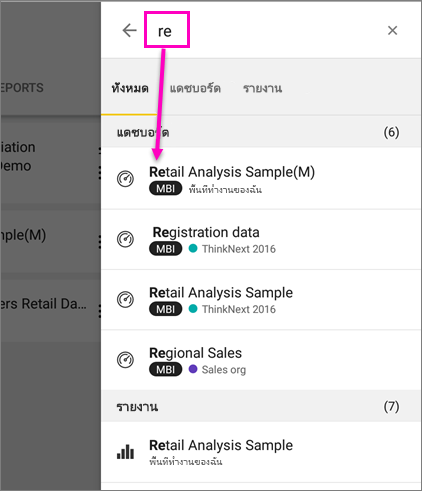 re
EPORTS
ทั้งหมด แดชบอร์ด รายงาน
แดชบอร์ด (6)
iation
Demo
Retail Analysis Sample(M)
MBI พื้นที่ทำงานของฉัน
nple(M)
Registration data
MBI ThinkNext 2016
ers Retail Da...
Retail Analysis Sample
MBI ThinkNext 2016
Regional Sales
MBI Sales org
รายงาน (7)
Retail Analysis Sample
พื้นที่ทำงานของฉัน